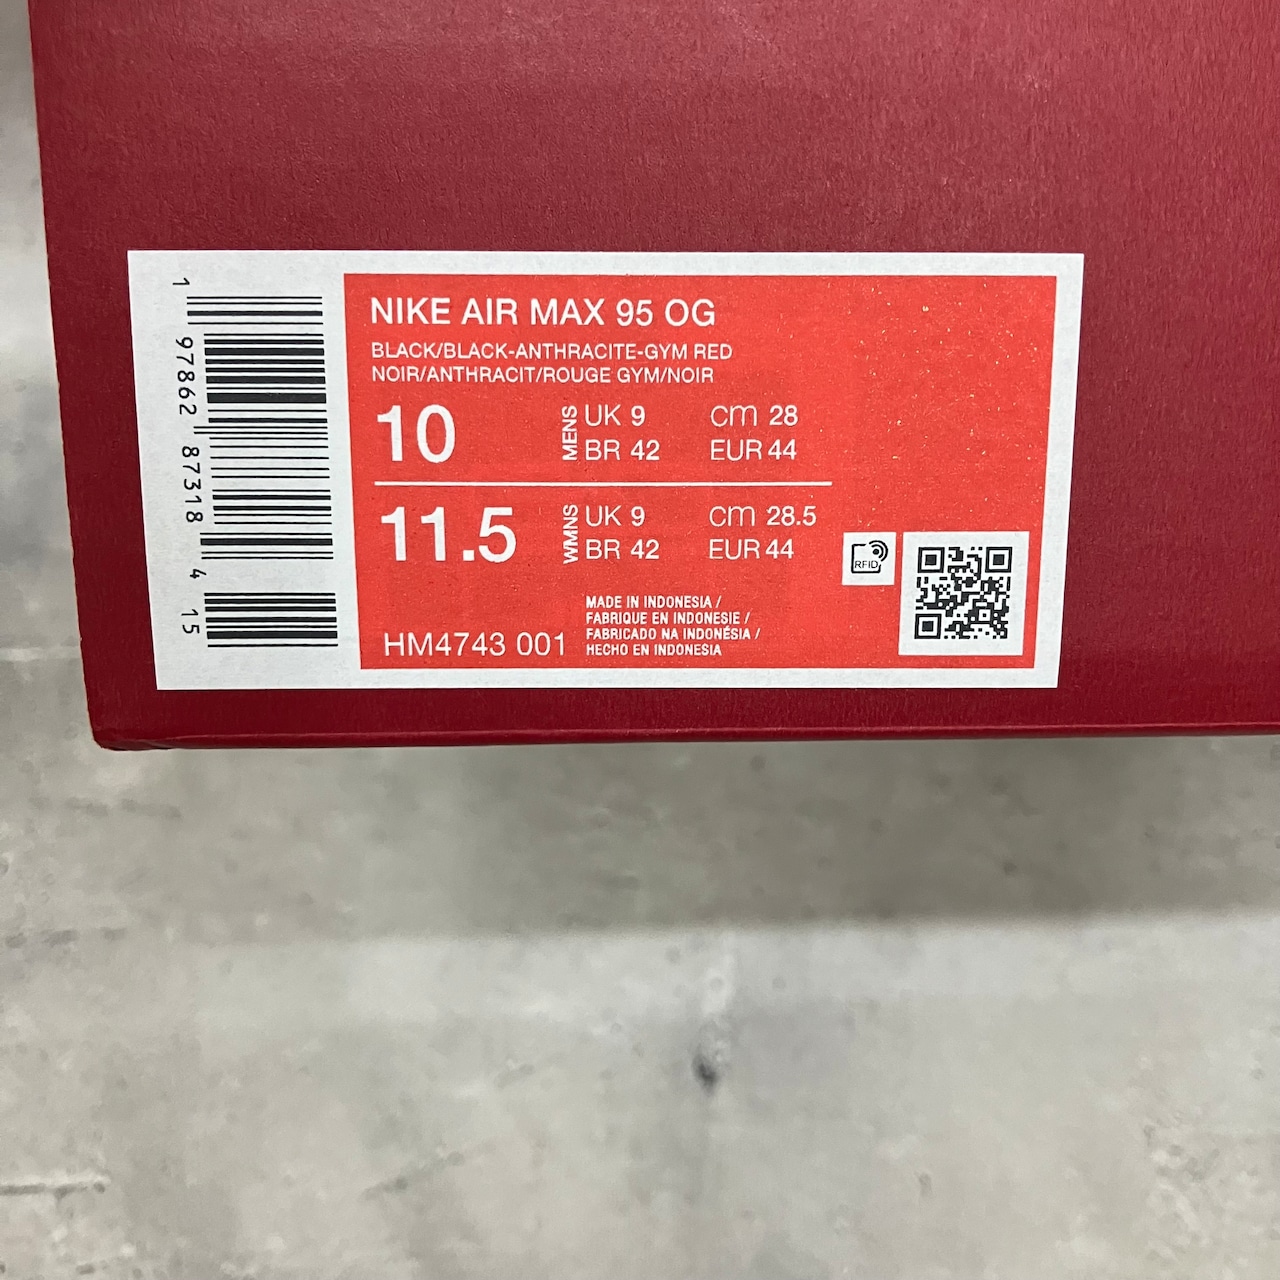 1 97862 87318 4 15
NIKE AIR MAX 95 OG
BLACK/BLACK-ANTHRACITE-GYM RED
NOIR/ANTHRACIT/ROUGE GYM/NOIR
10 MENS UK 9 cm 28
BR 42 EUR 44
11.5 WMNS UK 9 cm 28.5
BR 42 EUR 44
RFID
HM4743 001
MADE IN INDONESIA /
FABRIQUE EN INDONESIE /
FABRICADO NA INDONÉSIA /
HECHO EN INDONESIA